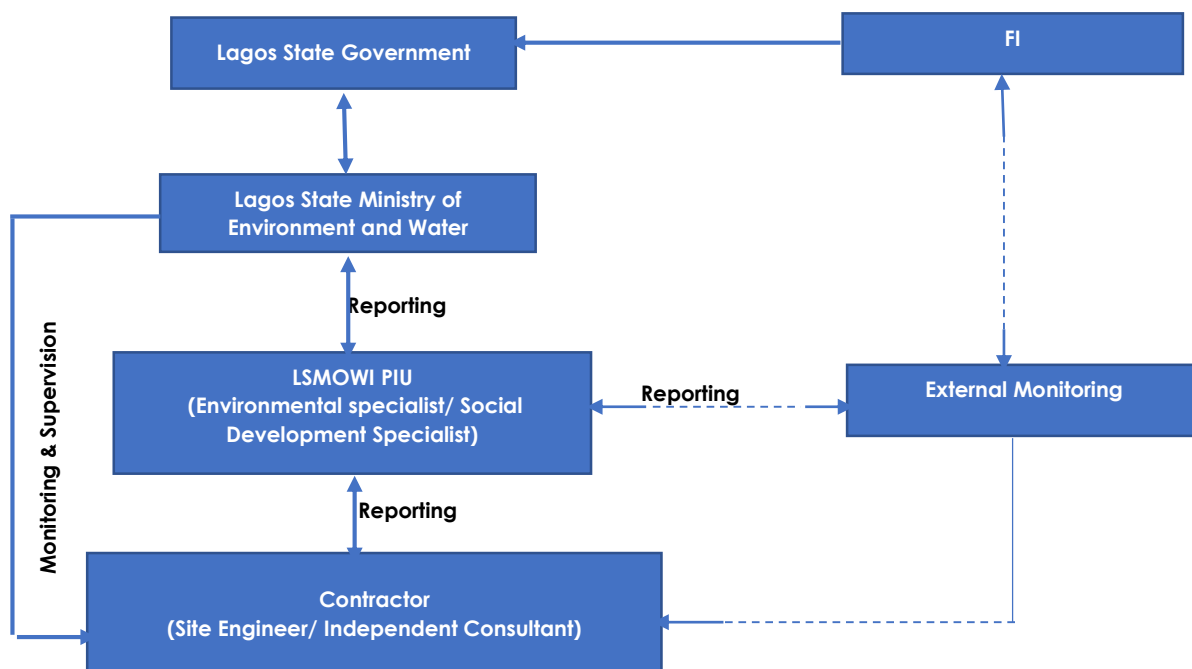 Lagos State Government
FI
Lagos State Ministry of
Environment and Water
Reporting
Monitoring & Supervision
LSMOWI PIU
(Environmental specialist/ Social
Development Specialist)
Reporting
External Monitoring
Reporting
Contractor
(Site Engineer/ Independent Consultant)